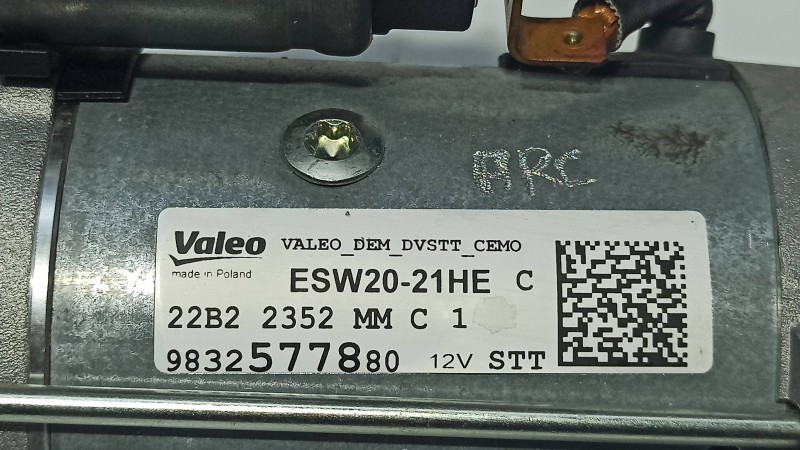 ARC
Valeo VALEO_DEM_DVSTT_CEMO
made in Poland ESW20-21HE C
22B2 2352 MM C 1
9832577880 12V STT